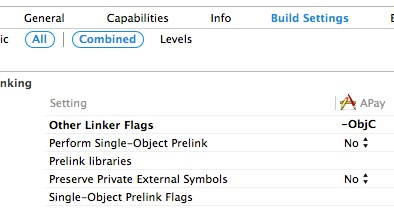 General Capabilities Info Build Settings
All Combined Levels
Setting APay
Other Linker Flags -ObjC
Perform Single-Object Prelink No
Prelink libraries
Preserve Private External Symbols No
Single-Object Prelink Flags